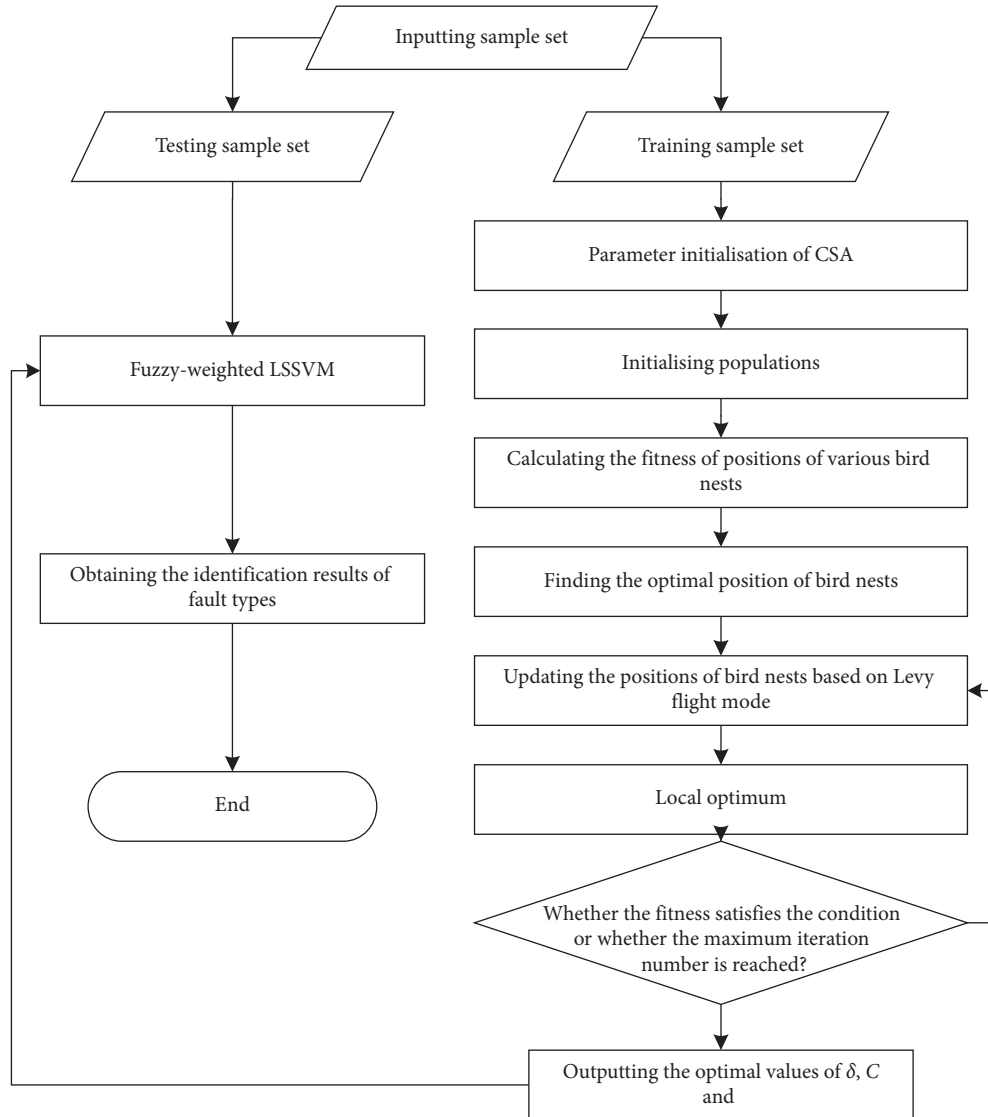 Inputting sample set
Testing sample set
Training sample set
Parameter initialisation of CSA
Initialising populations
Fuzzy-weighted LSSVM
Calculating the fitness of positions of various bird
nests
Finding the optimal position of bird nests
Obtaining the identification results of
fault types
Updating the positions of bird nests based on Levy
flight mode
End
Local optimum
Whether the fitness satisfies the condition
or whether the maximum iteration
number is reached?
Outputting the optimal values of δ, C
and